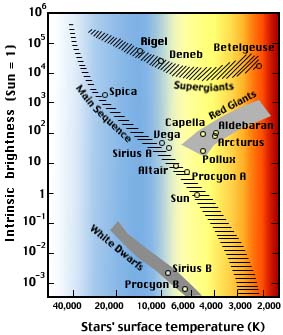 Intrinsic brightness (Sun = 1)
10⁶
10⁵
10⁴
10³
10²
10
1
10⁻¹
10⁻²
10⁻³
Rigel
Deneb
Betelgeuse
Supergiants
Spica
Main Sequence
Red Giants
Capella
Aldebaran
Vega
Arcturus
Sirius A
Pollux
Altair
Procyon A
Sun
White Dwarfs
Sirius B
Procyon B
40,000 20,000 10,000 6,000 4,000 3,000 2,000
Stars' surface temperature (K)